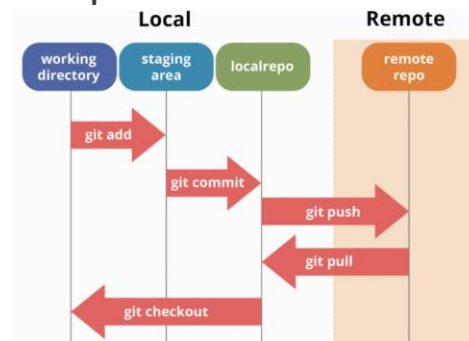 Local
Remote
working
directory
staging
area
localrepo
remote
repo
git add
git commit
git push
git pull
git checkout